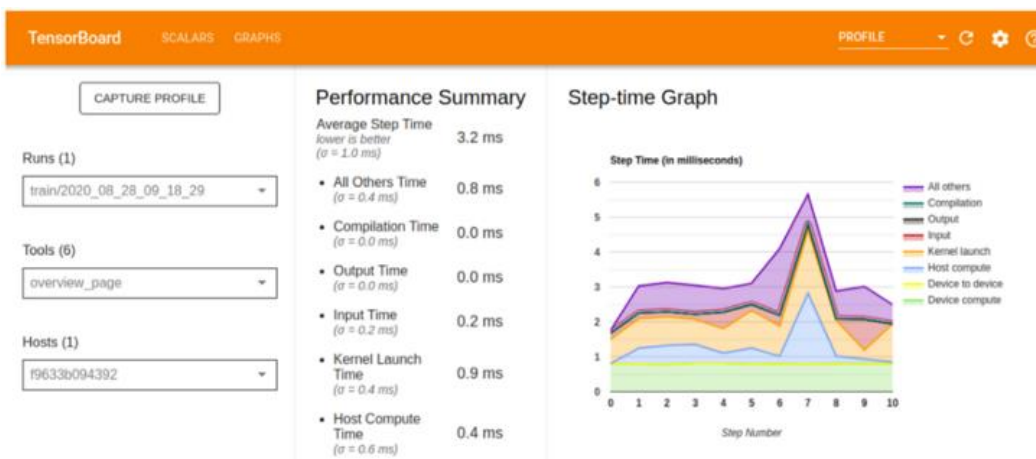 TensorBoard SCALARS GRAPHS PROFILE
CAPTURE PROFILE
Runs (1)
train/2020_08_28_09_18_29
Tools (6)
overview_page
Hosts (1)
f9633b094392
Performance Summary
Average Step Time
lower is better
(σ = 1.0 ms)
3.2 ms
• All Others Time
(σ = 0.4 ms)
0.8 ms
• Compilation Time
(σ = 0.0 ms)
0.0 ms
• Output Time
(σ = 0.0 ms)
0.0 ms
• Input Time
(σ = 0.2 ms)
0.2 ms
• Kernel Launch
Time
(σ = 0.4 ms)
0.9 ms
• Host Compute
Time
(σ = 0.6 ms)
0.4 ms
Step-time Graph
Step Time (in milliseconds)
6
5
4
3
2
1
0
0 1 2 3 4 5 6 7 8 9 10
Step Number
All others
Compilation
Output
Input
Kernel launch
Host compute
Device to device
Device compute